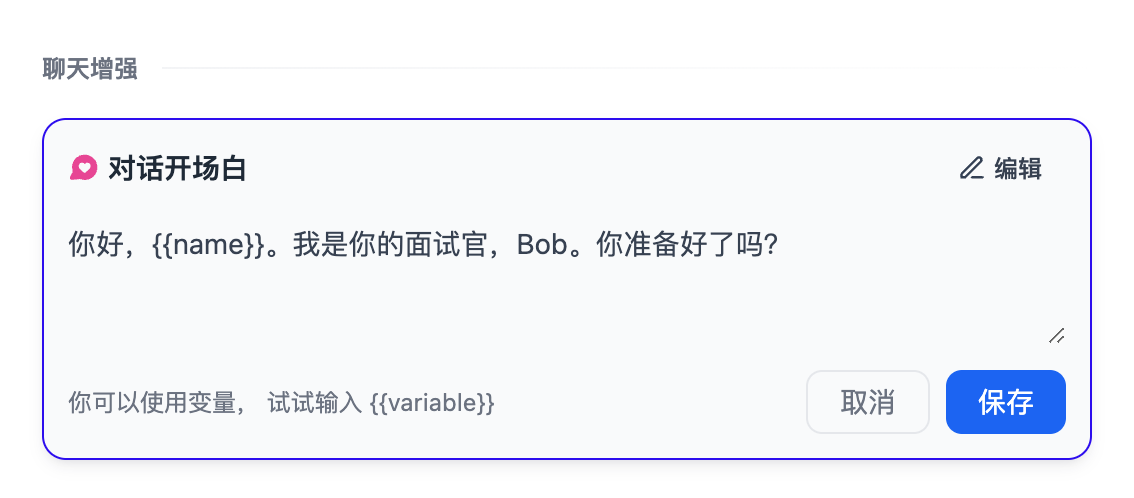 聊天增强
对话开场白
编辑
你好，{{name}}。我是你的面试官，Bob。你准备好了吗?
你可以使用变量， 试试输入 {{variable}}
取消
保存